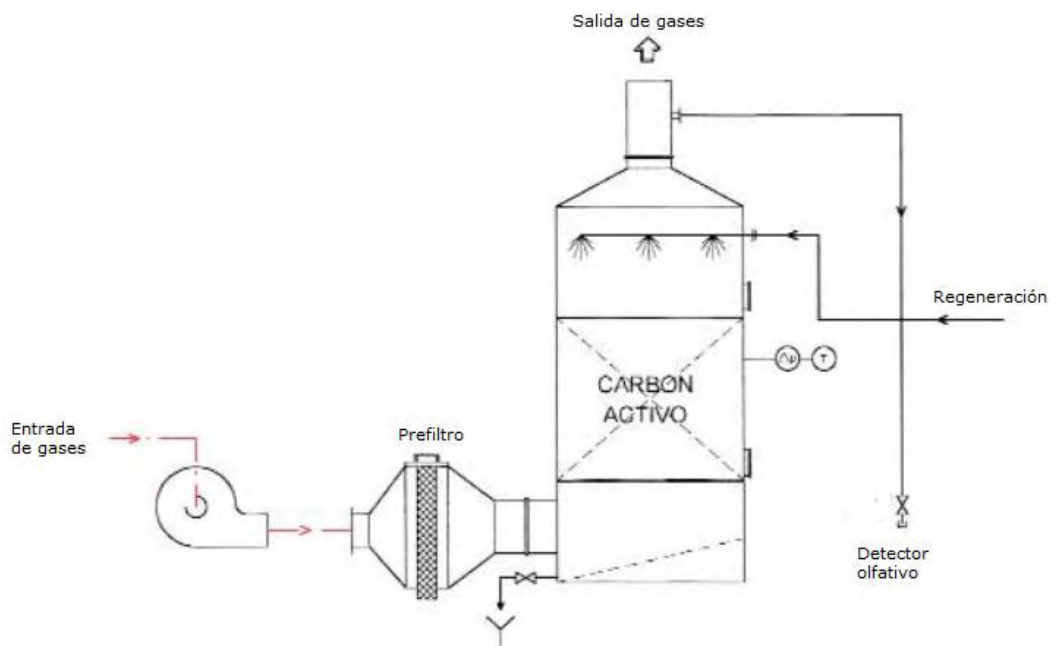 Salida de gases
Regeneración
T
CARBON
ACTIVO
Entrada
de gases
Prefiltro
Detector
olfativo